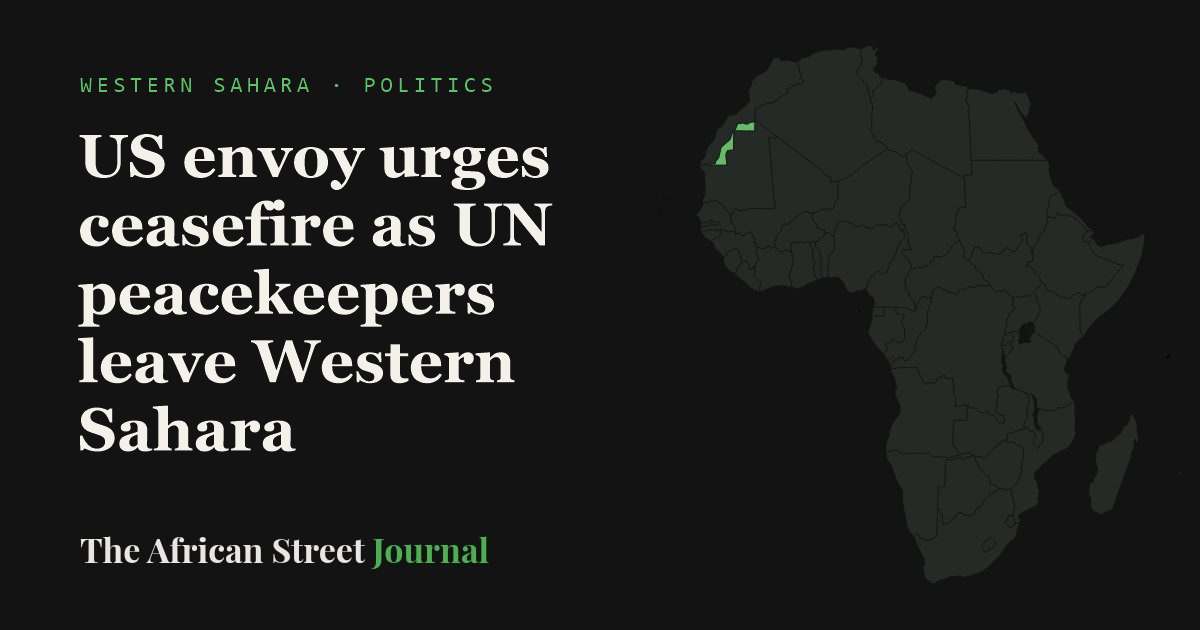 WESTERN SAHARA · POLITICS
US envoy urges
ceasefire as UN
peacekeepers
leave Western
Sahara
The African Street Journal